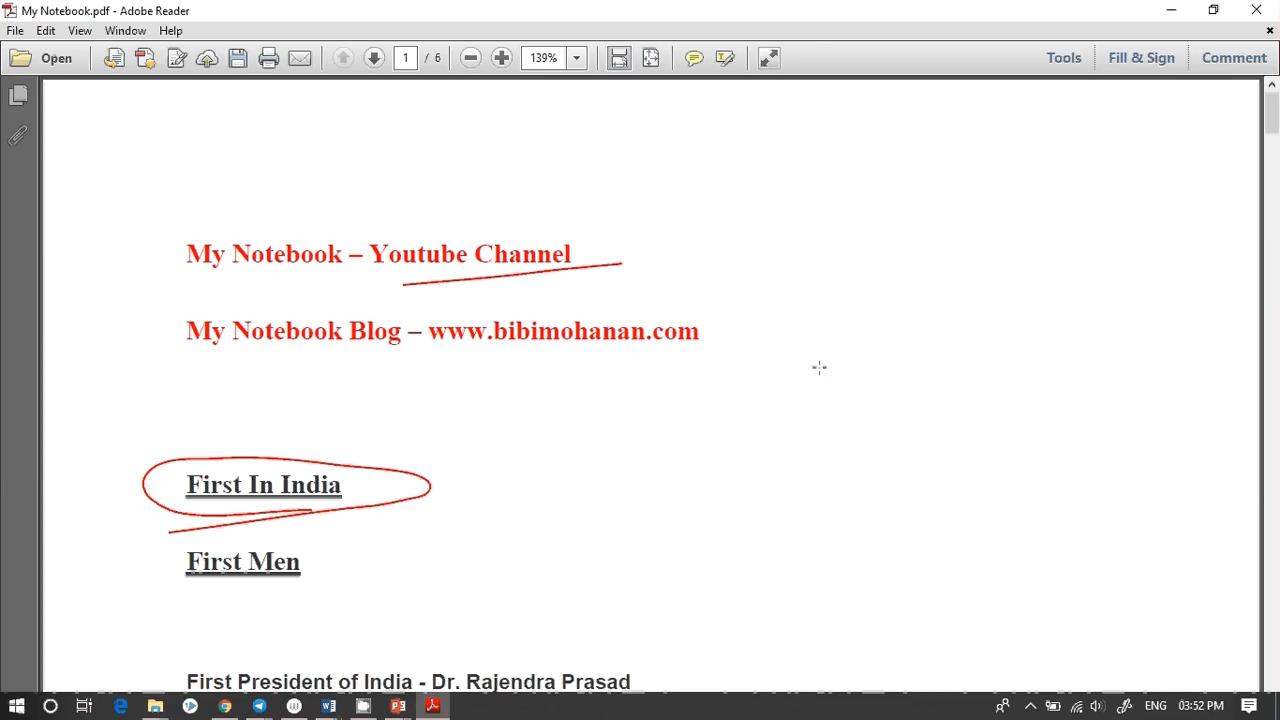 My Notebook.pdf - Adobe Reader
File Edit View Window Help
Open 1 / 6 139% Tools Fill & Sign Comment
My Notebook – Youtube Channel
My Notebook Blog – www.bibimohanan.com
First In India
First Men
First President of India - Dr. Rajendra Prasad
ENG 03:52 PM